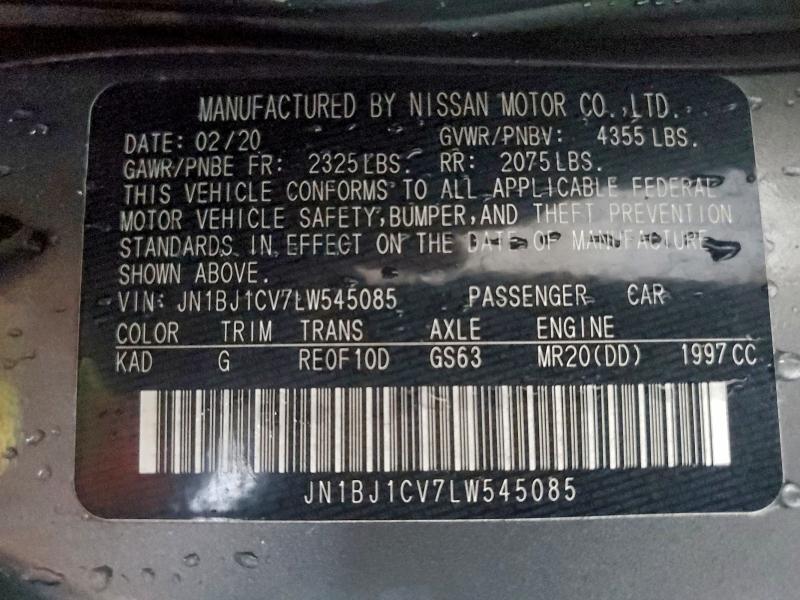 MANUFACTURED BY NISSAN MOTOR CO.,LTD.
DATE: 02/20 GVWR/PNBV: 4355 LBS.
GAWR/PNBE FR: 2325 LBS. RR: 2075 LBS.
THIS VEHICLE CONFORMS TO ALL APPLICABLE FEDERAL
MOTOR VEHICLE SAFETY, BUMPER, AND THEFT PREVENTION
STANDARDS IN EFFECT ON THE DATE OF MANUFACTURE
SHOWN ABOVE.
VIN: JN1BJ1CV7LW545085 PASSENGER CAR
COLOR TRIM TRANS AXLE ENGINE
KAD G RE0F10D GS63 MR20(DD) 1997 CC
JN1BJ1CV7LW545085